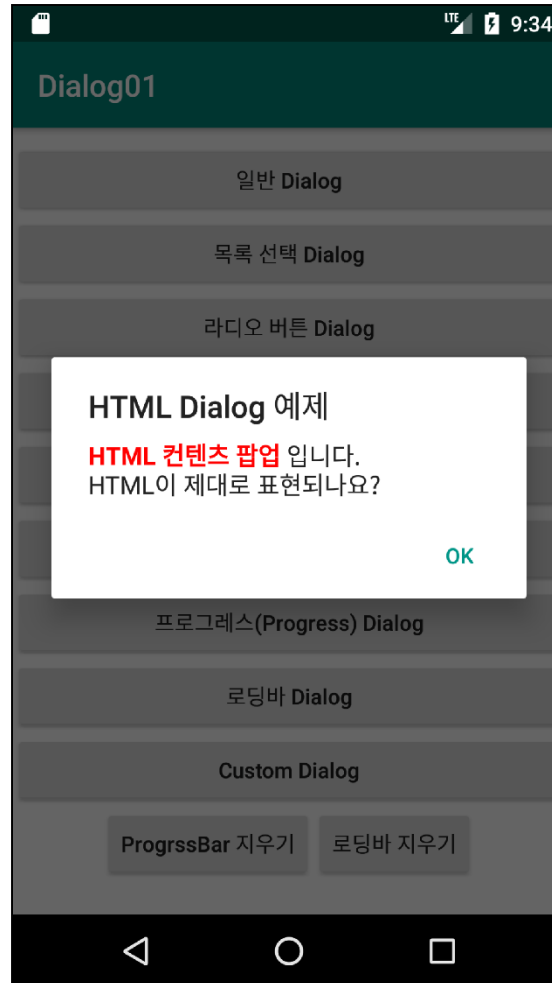 LTE 9:34
Dialog01
일반 Dialog
목록 선택 Dialog
라디오 버튼 Dialog
HTML Dialog 예제
HTML 컨텐츠 팝업 입니다.
HTML이 제대로 표현되나요?
OK
프로그레스(Progress) Dialog
로딩바 Dialog
Custom Dialog
ProgrssBar 지우기 로딩바 지우기